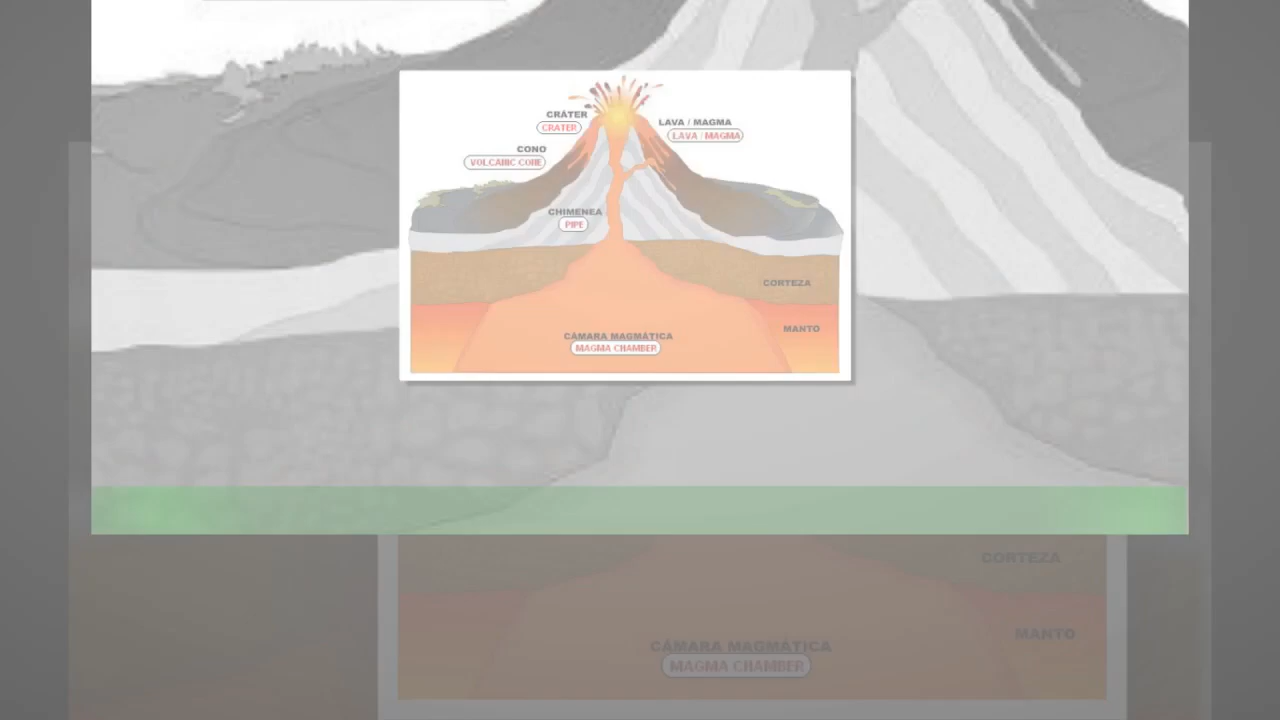 CRÁTER
CRATER
LAVA / MAGMA
LAVA / MAGMA
CONO
VOLCANIC CONE
CHIMENEA
PIPE
CORTEZA
MANTO
CÁMARA MAGMÁTICA
MAGMA CHAMBER
CORTEZA
MANTO
CÁMARA MAGMÁTICA
MAGMA CHAMBER